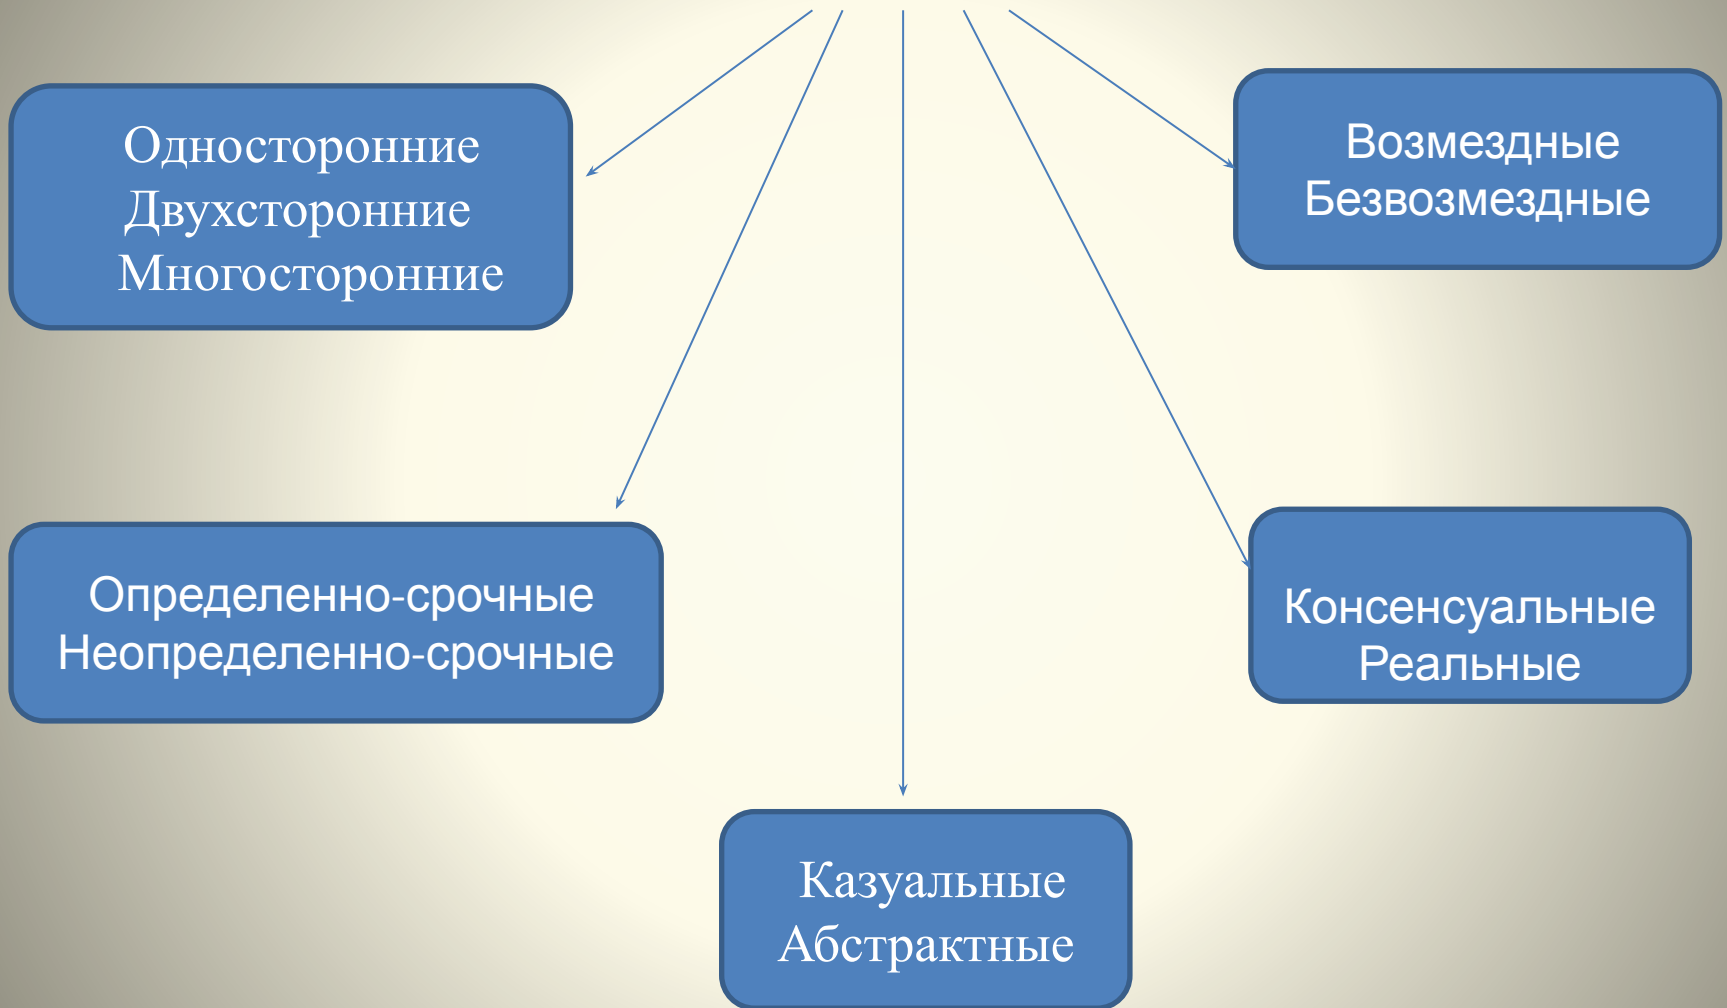 Односторонние
Двухсторонние
Многосторонние
Возмездные
Безвозмездные
Определенно-срочные
Неопределенно-срочные
Консенсуальные
Реальные
Казуальные
Абстрактные